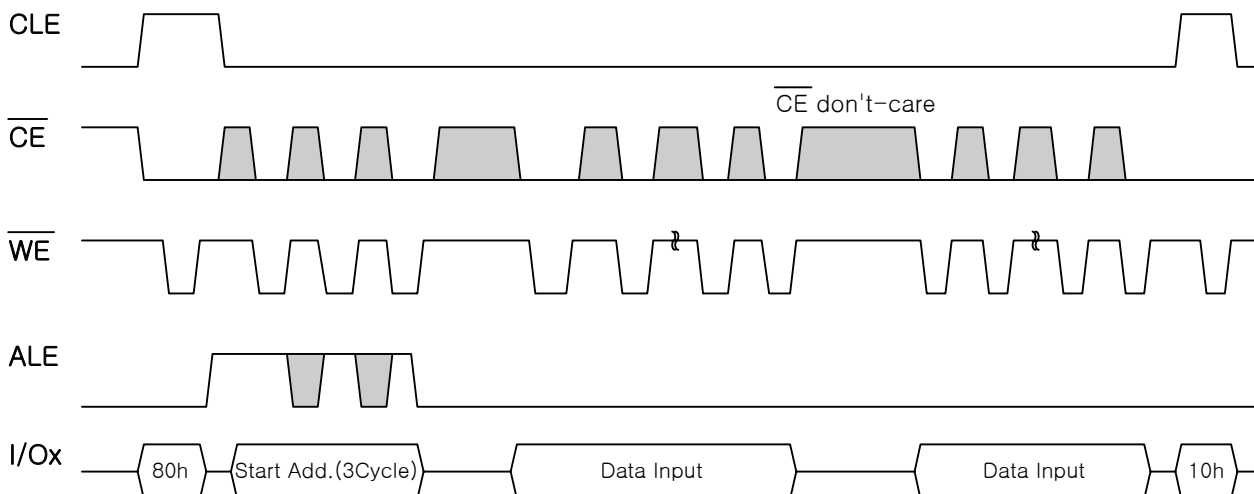 CLE
CE don't-care
CE
WE
ALE
I/Ox
80h
Start Add.(3Cycle)
Data Input
Data Input
10h